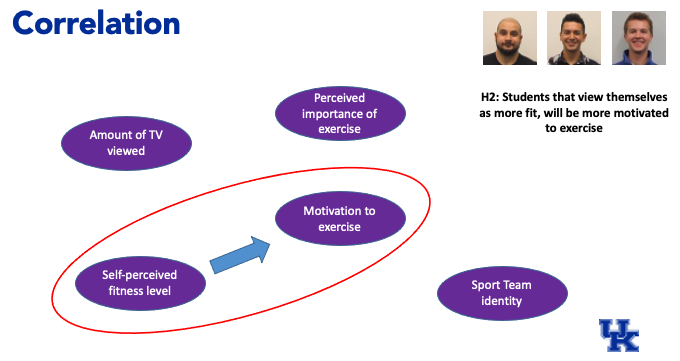 Correlation
H2: Students that view themselves
as more fit, will be more motivated
to exercise
Perceived
importance of
exercise
Amount of TV
viewed
Motivation to
exercise
Self-perceived
fitness level
Sport Team
identity
UK